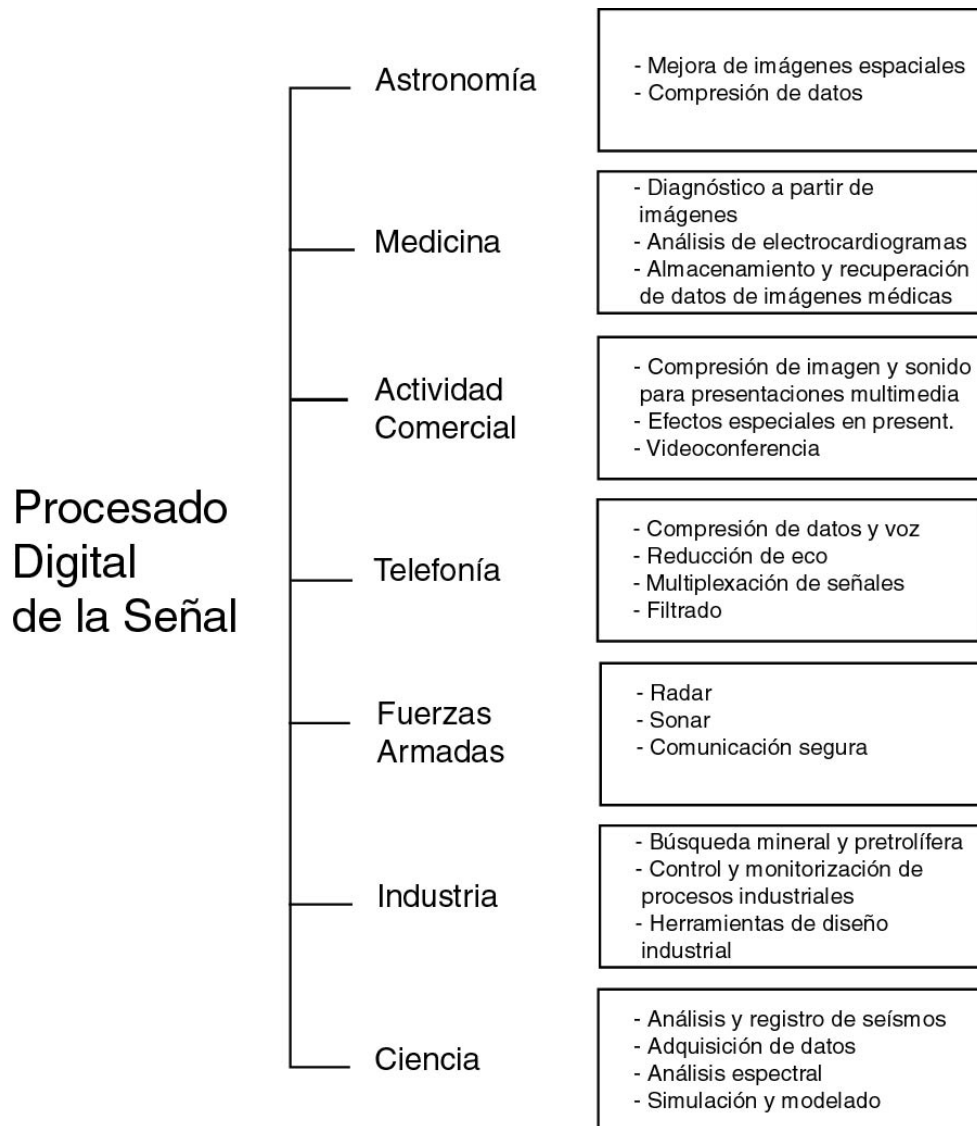 Procesado
Digital
de la Señal
Astronomía
- Mejora de imágenes espaciales
- Compresión de datos
Medicina
- Diagnóstico a partir de
imágenes
- Análisis de electrocardiogramas
- Almacenamiento y recuperación
de datos de imágenes médicas
Actividad
Comercial
- Compresión de imagen y sonido
para presentaciones multimedia
- Efectos especiales en present.
- Videoconferencia
Telefonía
- Compresión de datos y voz
- Reducción de eco
- Multiplexación de señales
- Filtrado
Fuerzas
Armadas
- Radar
- Sonar
- Comunicación segura
Industria
- Búsqueda mineral y pretrolífera
- Control y monitorización de
procesos industriales
- Herramientas de diseño
industrial
Ciencia
- Análisis y registro de seísmos
- Adquisición de datos
- Análisis espectral
- Simulación y modelado